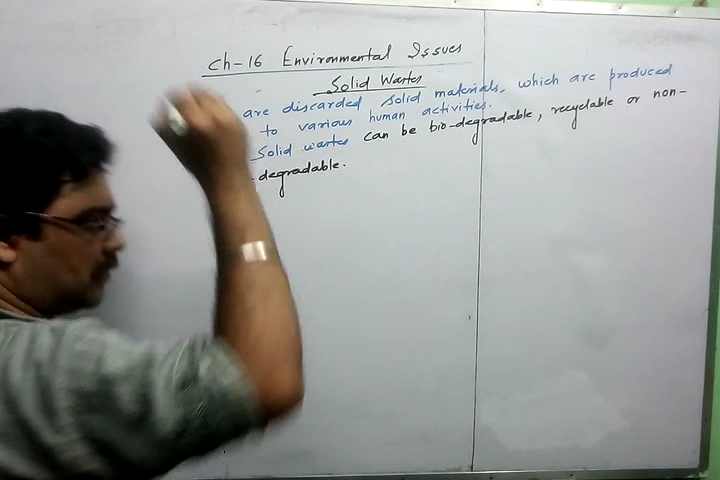 Ch-16 Environmental Issues
Solid Wastes
are discarded solid materials, which are produced
to various human activities.
Solid wastes can be bio-degradable, recyclable or non-
-degradable.